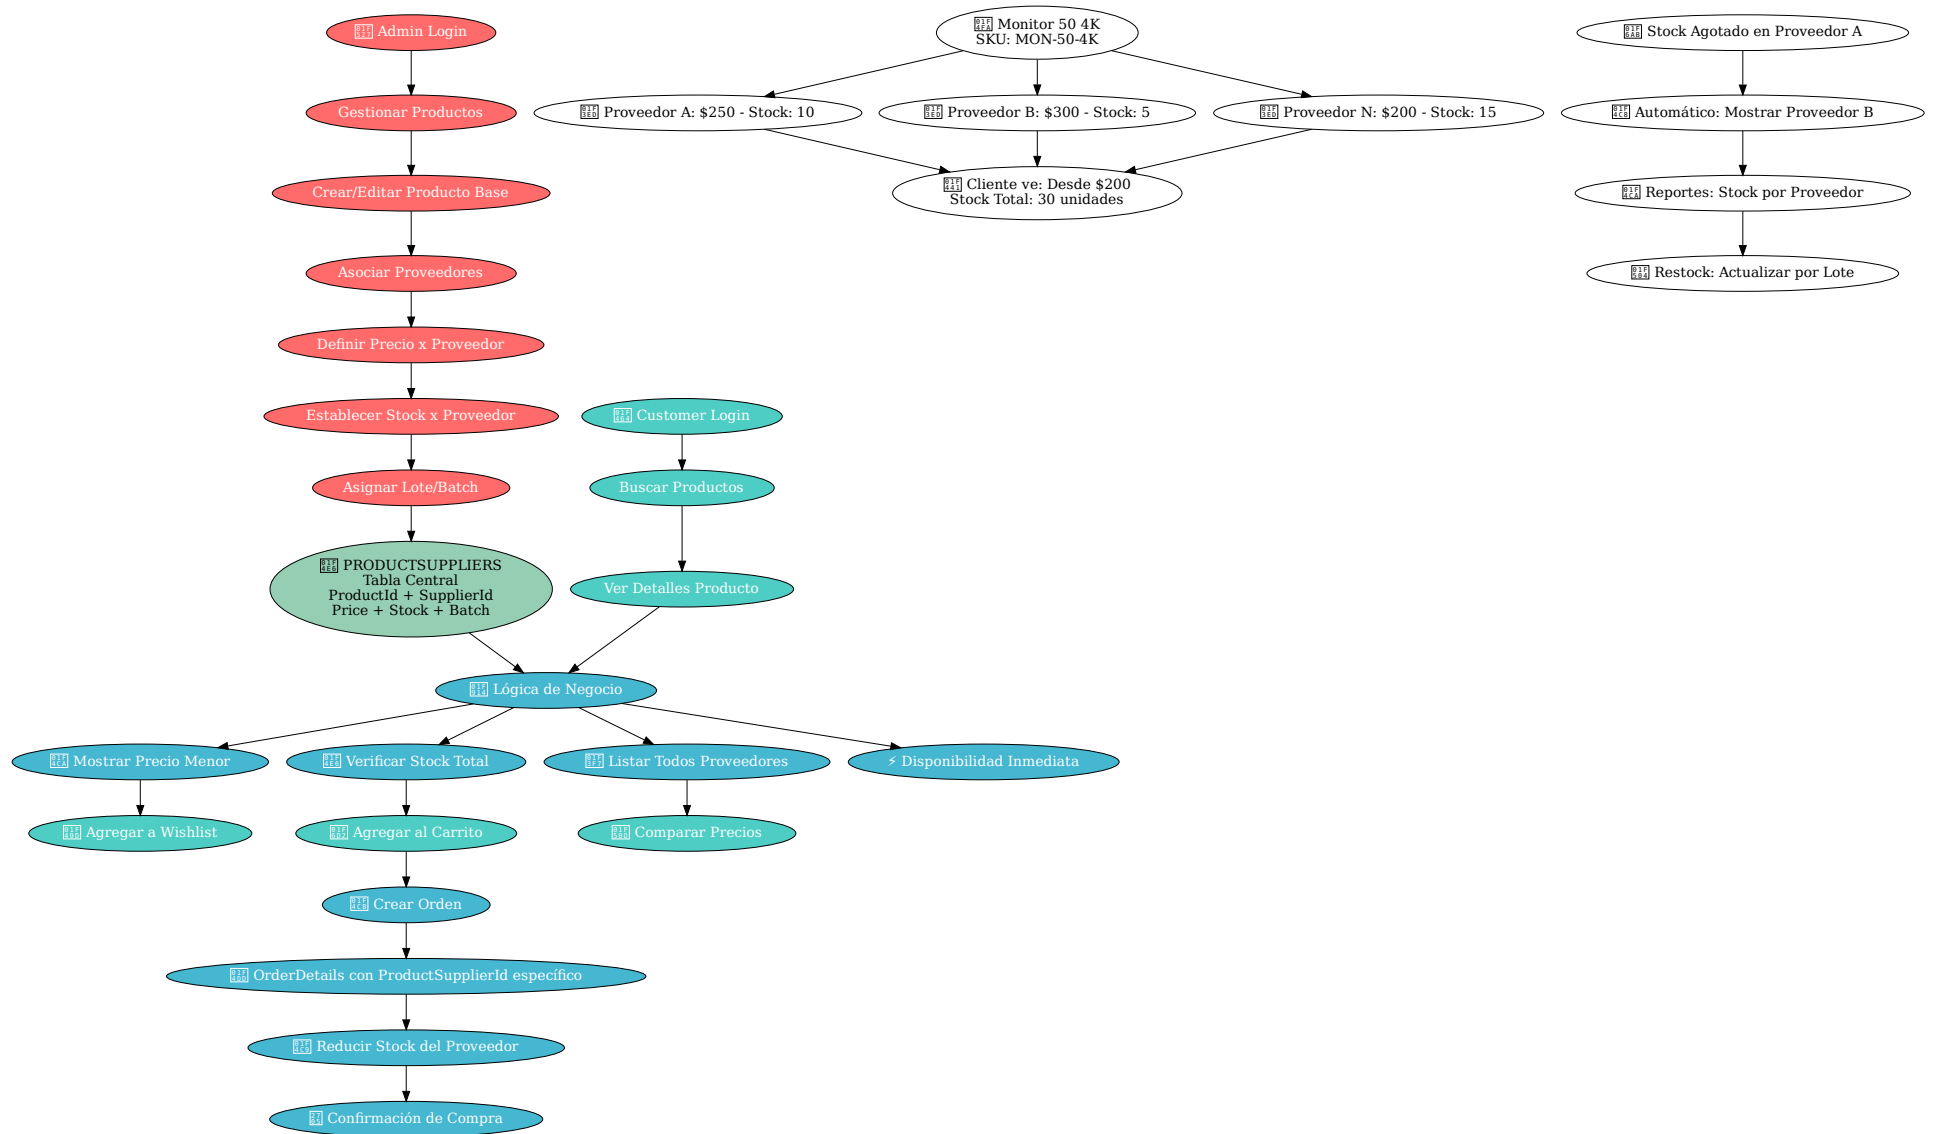 Admin Login
Gestionar Productos
Crear/Editar Producto Base
Asociar Proveedores
Definir Precio x Proveedor
Establecer Stock x Proveedor
Asignar Lote/Batch
PRODUCTSUPPLIERS
Tabla Central
ProductId + SupplierId
Price + Stock + Batch
Customer Login
Buscar Productos
Ver Detalles Producto
Lógica de Negocio
Mostrar Precio Menor
Verificar Stock Total
Listar Todos Proveedores
⚡ Disponibilidad Inmediata
Agregar a Wishlist
Agregar al Carrito
Comparar Precios
Crear Orden
OrderDetails con ProductSupplierId específico
Reducir Stock del Proveedor
Confirmación de Compra
Monitor 50 4K
SKU: MON-50-4K
Proveedor A: $250 - Stock: 10
Proveedor B: $300 - Stock: 5
Proveedor N: $200 - Stock: 15
Cliente ve: Desde $200
Stock Total: 30 unidades
Stock Agotado en Proveedor A
Automático: Mostrar Proveedor B
Reportes: Stock por Proveedor
Restock: Actualizar por Lote